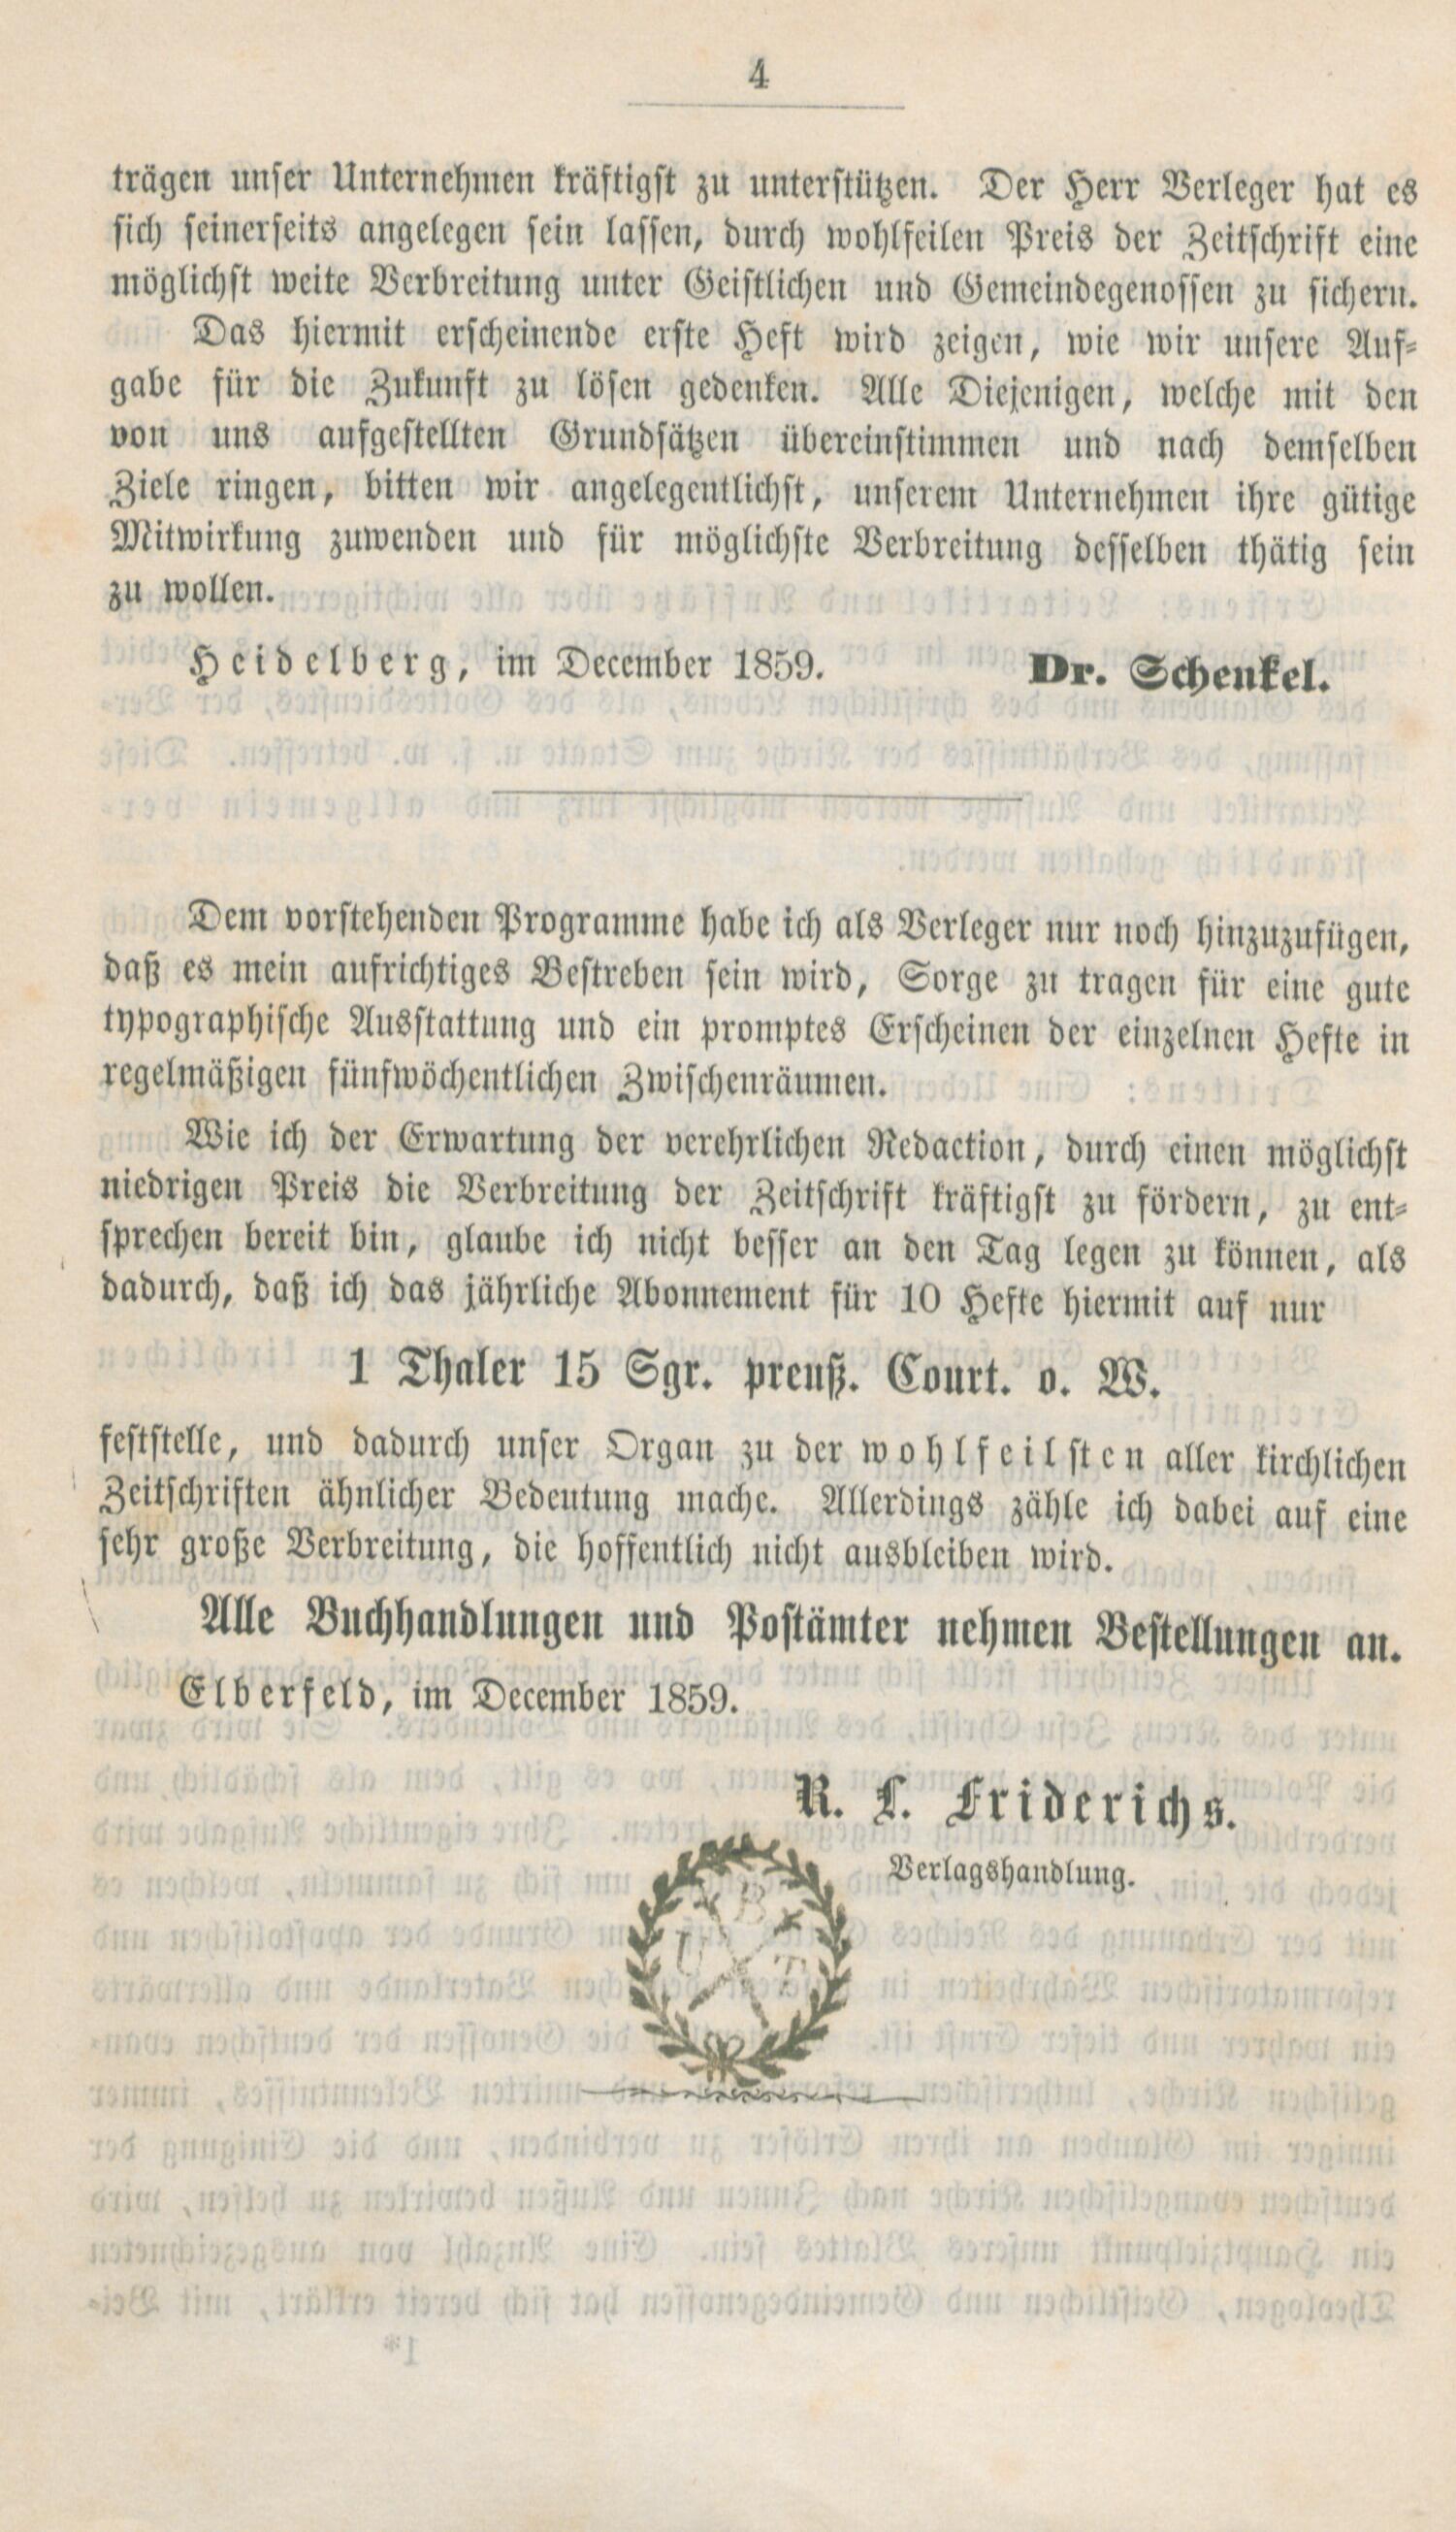 4
trägen unser Unternehmen kräftigst zu unterstützen. Der Herr Verleger hat es
sich seinerseits angelegen sein lassen, durch wohlfeilen Preis der Zeitschrift eine
möglichst weite Verbreitung unter Geistlichen und Gemeindegenossen zu sichern.
Das hiermit erscheinende erste Heft wird zeigen, wie wir unsere Auf-
gabe für die Zukunft zu lösen gedenken. Alle Diejenigen, welche mit den
von uns aufgestellten Grundsätzen übereinstimmen und nach demselben
Ziele ringen, bitten wir angelegentlichst, unserem Unternehmen ihre gütige
Mitwirkung zuwenden und für möglichste Verbreitung desselben thätig sein
zu wollen.
Heidelberg, im December 1859. Dr. Schenkel.
Dem vorstehenden Programme habe ich als Verleger nur noch hinzuzufügen,
daß es mein aufrichtiges Bestreben sein wird, Sorge zu tragen für eine gute
typographische Ausstattung und ein promptes Erscheinen der einzelnen Hefte in
regelmäßigen fünfwöchentlichen Zwischenräumen.
Wie ich der Erwartung der verehrlichen Redaction, durch einen möglichst
niedrigen Preis die Verbreitung der Zeitschrift kräftigst zu fördern, zu ent-
sprechen bereit bin, glaube ich nicht besser an den Tag legen zu können, als
dadurch, daß ich das jährliche Abonnement für 10 Hefte hiermit auf nur
1 Thaler 15 Sgr. preuß. Court. o. W.
feststelle, und dadurch unser Organ zu der wohlfeilsten aller kirchlichen
Zeitschriften ähnlicher Bedeutung mache. Allerdings zähle ich dabei auf eine
sehr große Verbreitung, die hoffentlich nicht ausbleiben wird.
Alle Buchhandlungen und Postämter nehmen Bestellungen an.
Elberfeld, im December 1859.
R. L. Friderichs.
Verlagshandlung.
B
U T